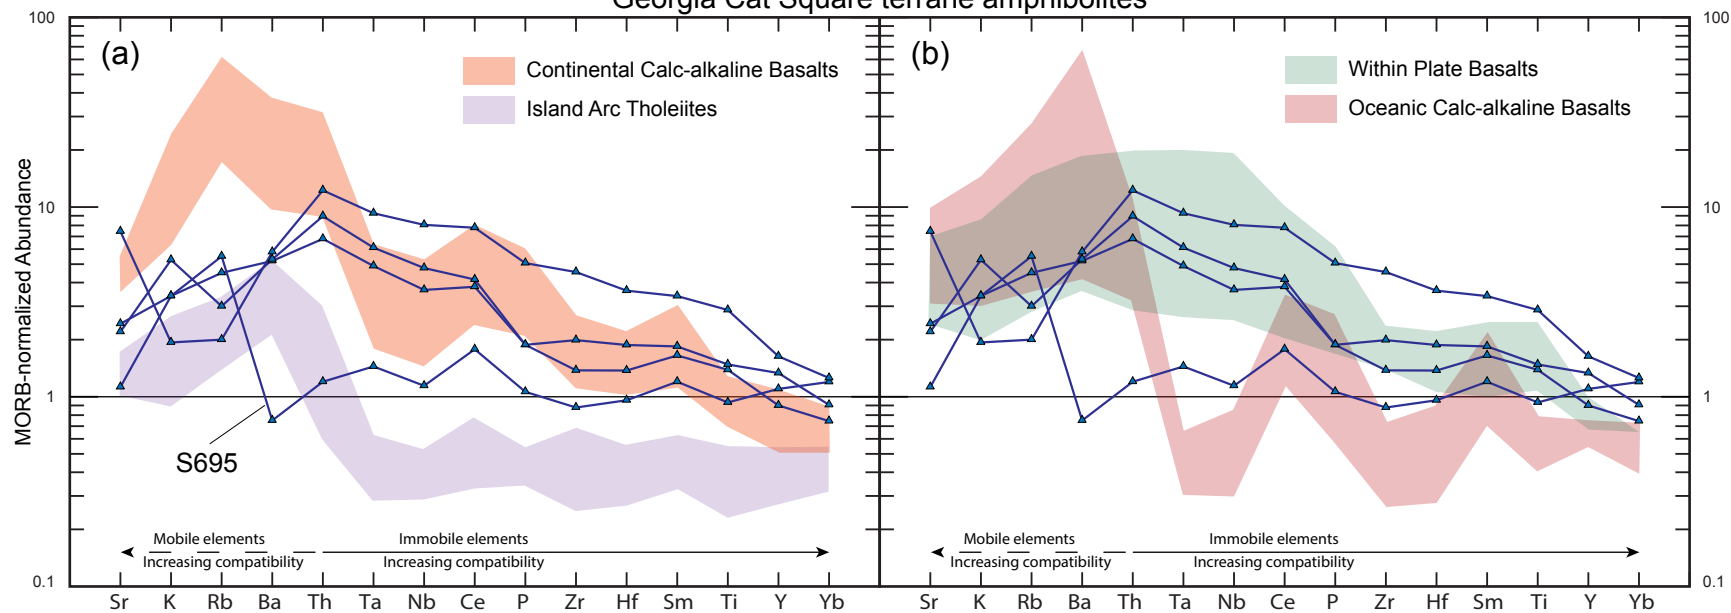 Georgia Cat Square terrane amphibolites
100
(a)
Continental Calc-alkaline Basalts
Island Arc Tholeiites
(b)
Within Plate Basalts
Oceanic Calc-alkaline Basalts
100
MORB-normalized Abundance
10
10
1
1
S695
Mobile elements
Increasing compatibility
Immobile elements
Increasing compatibility
Mobile elements
Increasing compatibility
Immobile elements
Increasing compatibility
0.1
0.1
Sr K Rb Ba Th Ta Nb Ce P Zr Hf Sm Ti Y Yb
Sr K Rb Ba Th Ta Nb Ce P Zr Hf Sm Ti Y Yb